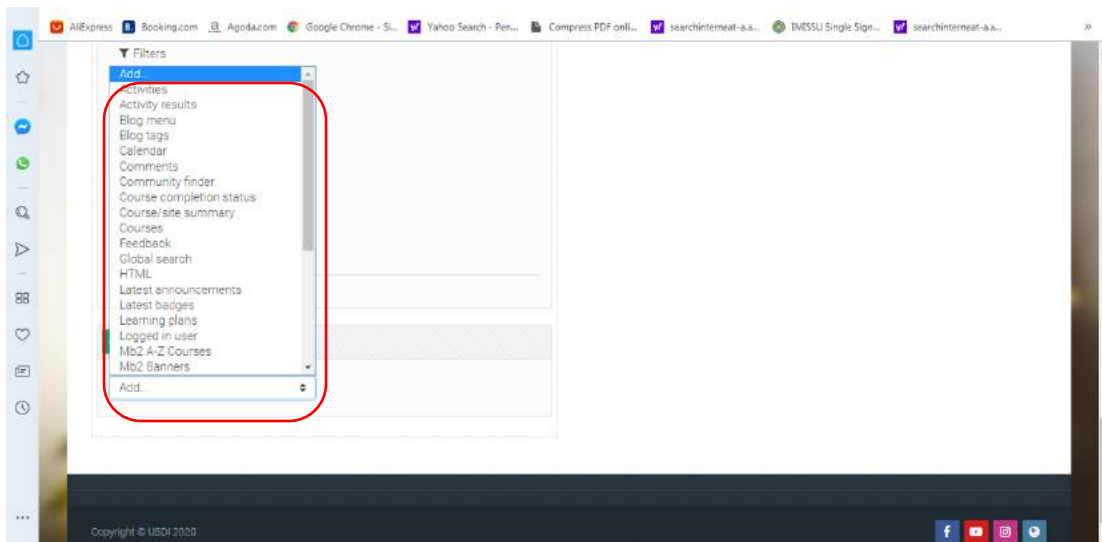 AliExpress Booking.com Agoda.com Google Chrome - Si... Yahoo Search - Pen... Compress PDF onli... searchinterneat-a.a... IMISSU Single Sign... searchinterneat-a.a... »
Filters
Add...
Activities
Activity results
Blog menu
Blog tags
Calendar
Comments
Community finder
Course completion status
Course/site summary
Courses
Feedback
Global search
HTML
Latest announcements
Latest badges
Learning plans
Logged in user
Mb2 A-Z Courses
Mb2 Banners
Add...
Copyright © USDI 2020